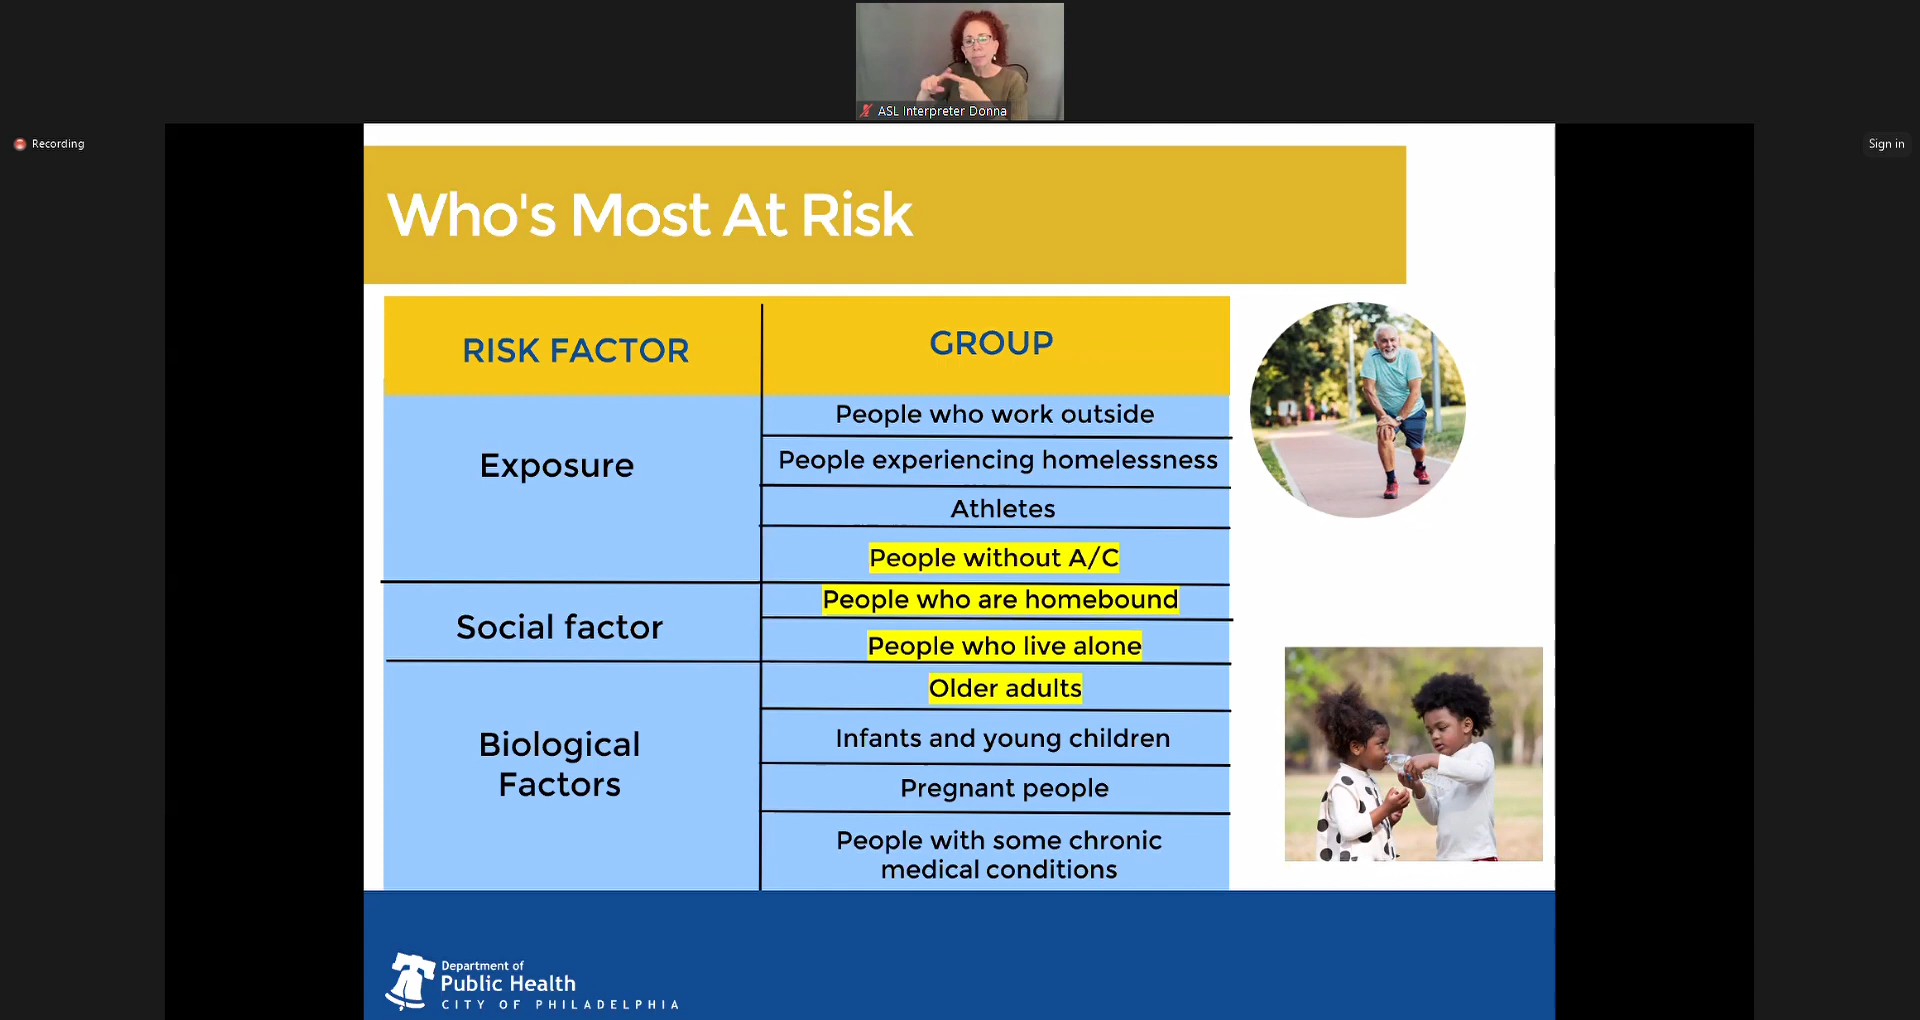 ASL Interpreter Donna
Recording
Sign in
Who's Most At Risk
RISK FACTOR
GROUP
Exposure
People who work outside
People experiencing homelessness
Athletes
People without A/C
Social factor
People who are homebound
People who live alone
Biological
Factors
Older adults
Infants and young children
Pregnant people
People with some chronic
medical conditions
Department of
Public Health
CITY OF PHILADELPHIA